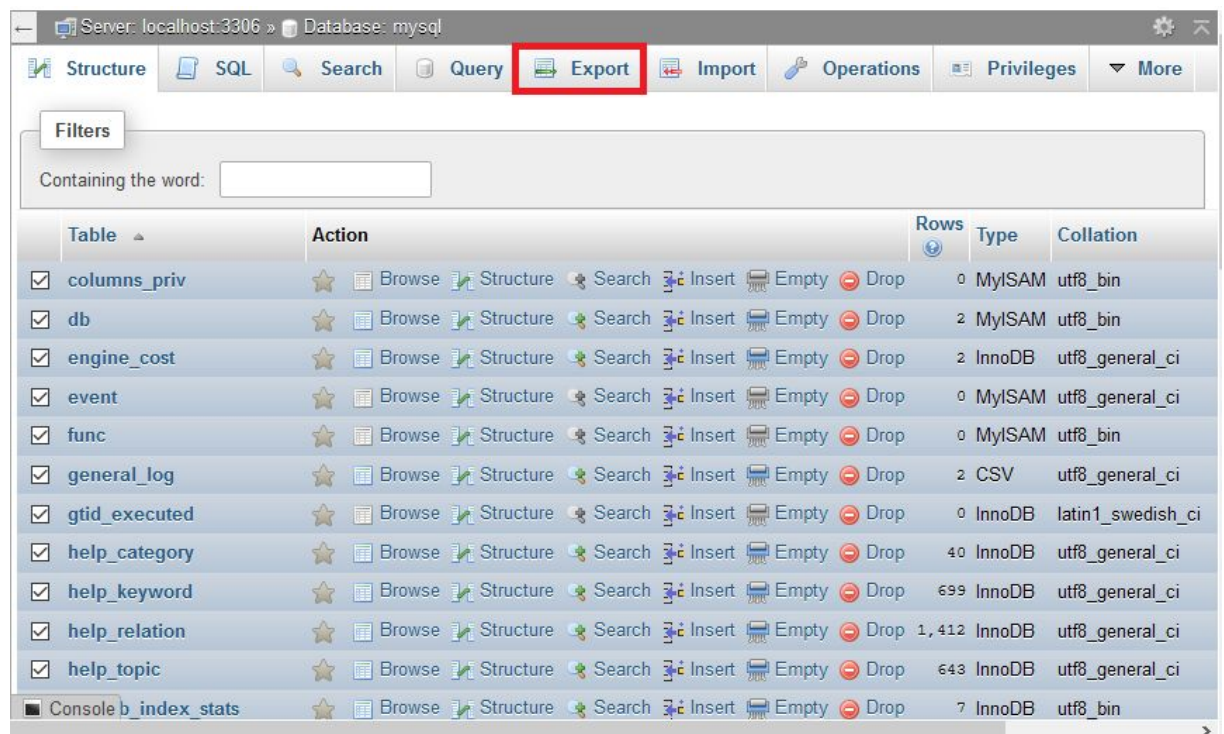 Server: localhost:3306 » Database: mysql
Structure SQL Search Query Export Import Operations Privileges More
Filters
Containing the word:
Table Action Rows Type Collation
columns_priv Browse Structure Search Insert Empty Drop 0 MyISAM utf8_bin
db Browse Structure Search Insert Empty Drop 2 MyISAM utf8_bin
engine_cost Browse Structure Search Insert Empty Drop 2 InnoDB utf8_general_ci
event Browse Structure Search Insert Empty Drop 0 MyISAM utf8_general_ci
func Browse Structure Search Insert Empty Drop 0 MyISAM utf8_bin
general_log Browse Structure Search Insert Empty Drop 2 CSV utf8_general_ci
gtid_executed Browse Structure Search Insert Empty Drop 0 InnoDB latin1_swedish_ci
help_category Browse Structure Search Insert Empty Drop 40 InnoDB utf8_general_ci
help_keyword Browse Structure Search Insert Empty Drop 699 InnoDB utf8_general_ci
help_relation Browse Structure Search Insert Empty Drop 1,412 InnoDB utf8_general_ci
help_topic Browse Structure Search Insert Empty Drop 643 InnoDB utf8_general_ci
Console b_index_stats Browse Structure Search Insert Empty Drop 7 InnoDB utf8_bin